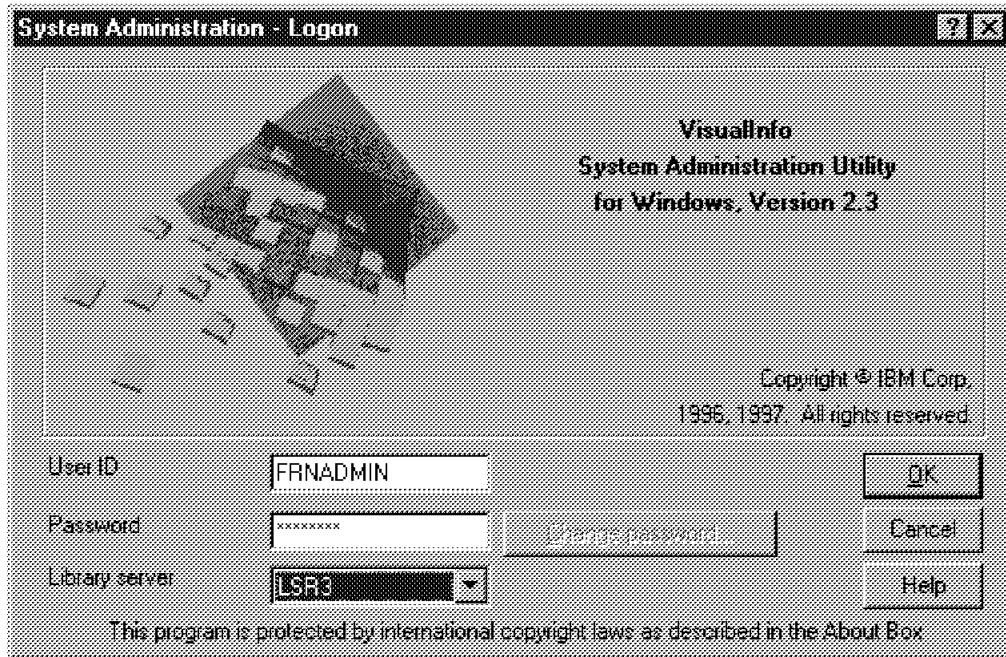 System Administration - Logon
VisualInfo
System Administration Utility
for Windows, Version 2.3
Copyright © IBM Corp,
1996, 1997. All rights reserved.
User ID
FRNADMIN
OK
Password
××××××××
Change password...
Cancel
Library server
LSR3
Help
This program is protected by international copyright laws as described in the About Box